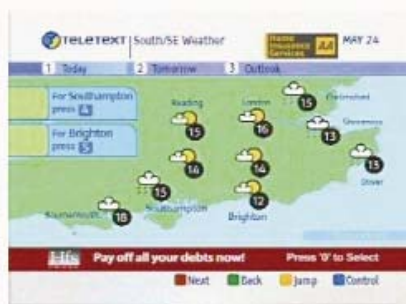 TELETEXT South/SE Weather
Home Insurance Services AA MAY 24
1 Today 2 Tomorrow 3 Outlook
For Southampton
press 4
For Brighton
press 5
Reading London
15 16 15 Chelmsford
13
14 14 13
15 12 Dover
Bournemouth 18 Southampton Brighton
Hfs Pay off all your debts now! Press '0' to Select
Next Back Jump Control